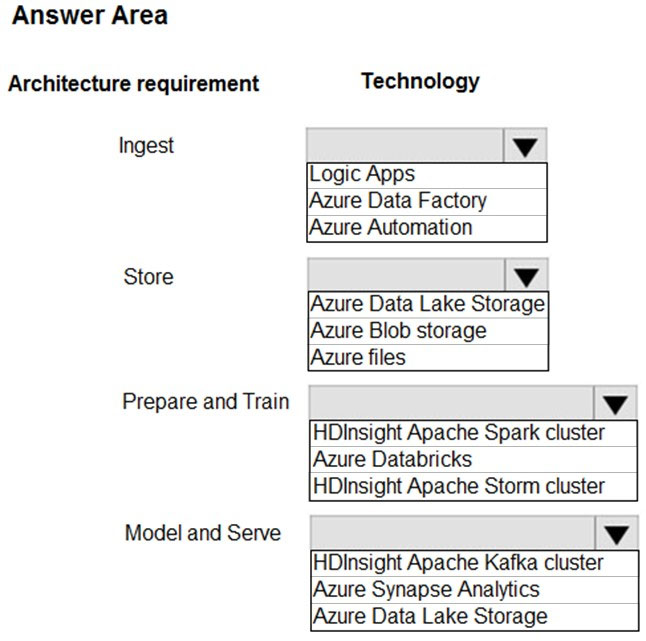 Answer Area
Architecture requirement Technology
Ingest
Logic Apps
Azure Data Factory
Azure Automation
Store
Azure Data Lake Storage
Azure Blob storage
Azure files
Prepare and Train
HDInsight Apache Spark cluster
Azure Databricks
HDInsight Apache Storm cluster
Model and Serve
HDInsight Apache Kafka cluster
Azure Synapse Analytics
Azure Data Lake Storage